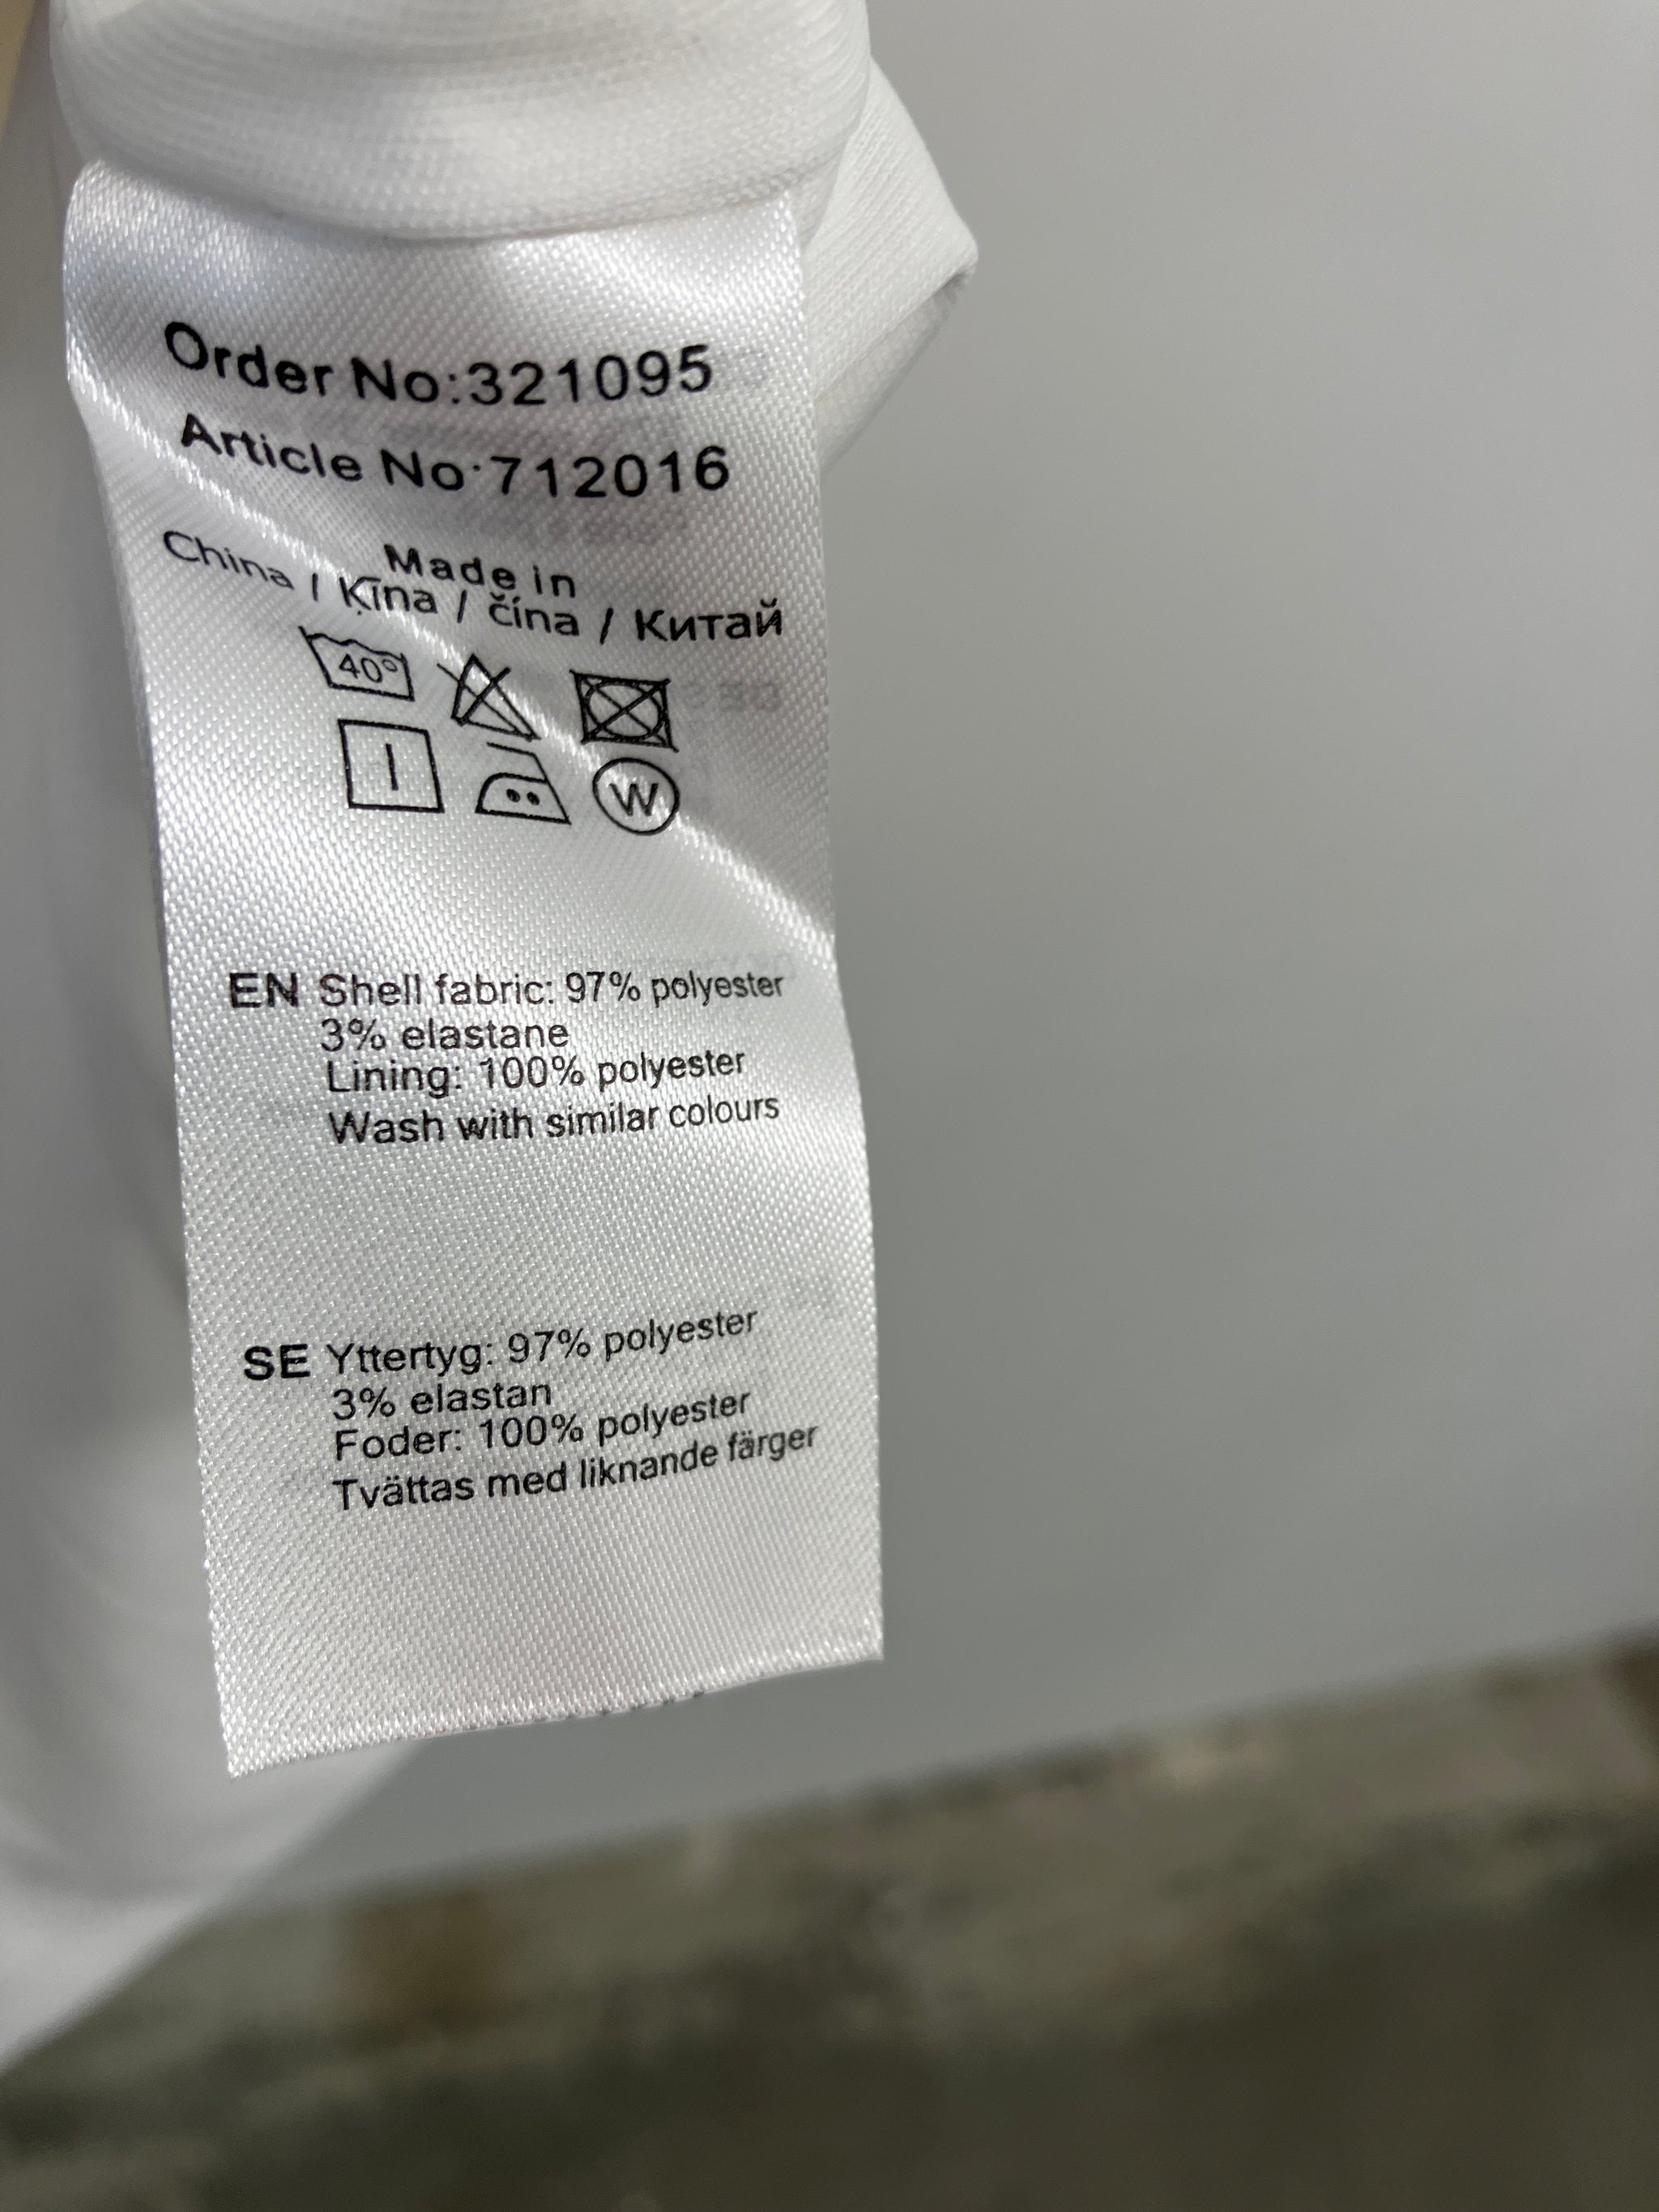 Order No:321095
Article No:712016
Made in
China / Ķīna / čína / Китай
40°
W
EN Shell fabric: 97% polyester
3% elastane
Lining: 100% polyester
Wash with similar colours
SE Yttertyg: 97% polyester
3% elastan
Foder: 100% polyester
Tvättas med liknande färger